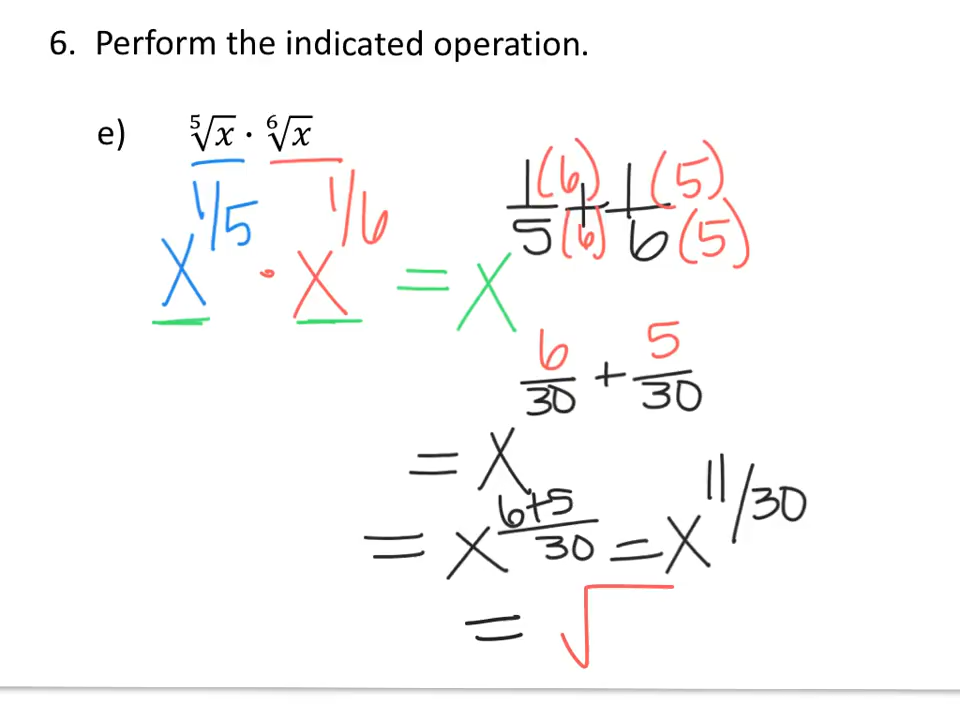 6. Perform the indicated operation.
e) ⁵√x · ⁶√x
x^1/5 · x^1/6 = x^(1(6)/5(6) + 1(5)/6(5))
= x^(6/30 + 5/30)
= x^((6+5)/30) = x^11/30
= √